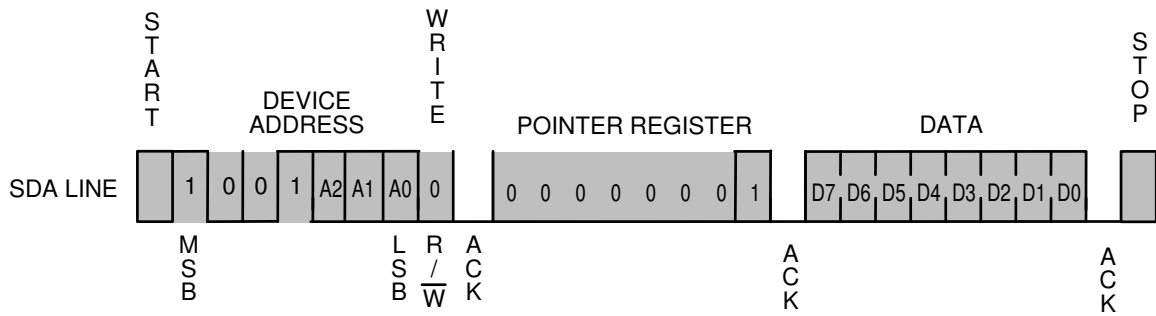 START
WRITE
STOP
DEVICE
ADDRESS
POINTER REGISTER
DATA
SDA LINE
1 0 0 1 A2 A1 A0 0
0 0 0 0 0 0 0 1
D7 D6 D5 D4 D3 D2 D1 D0
MSB
LSB
R/W
ACK
ACK
ACK